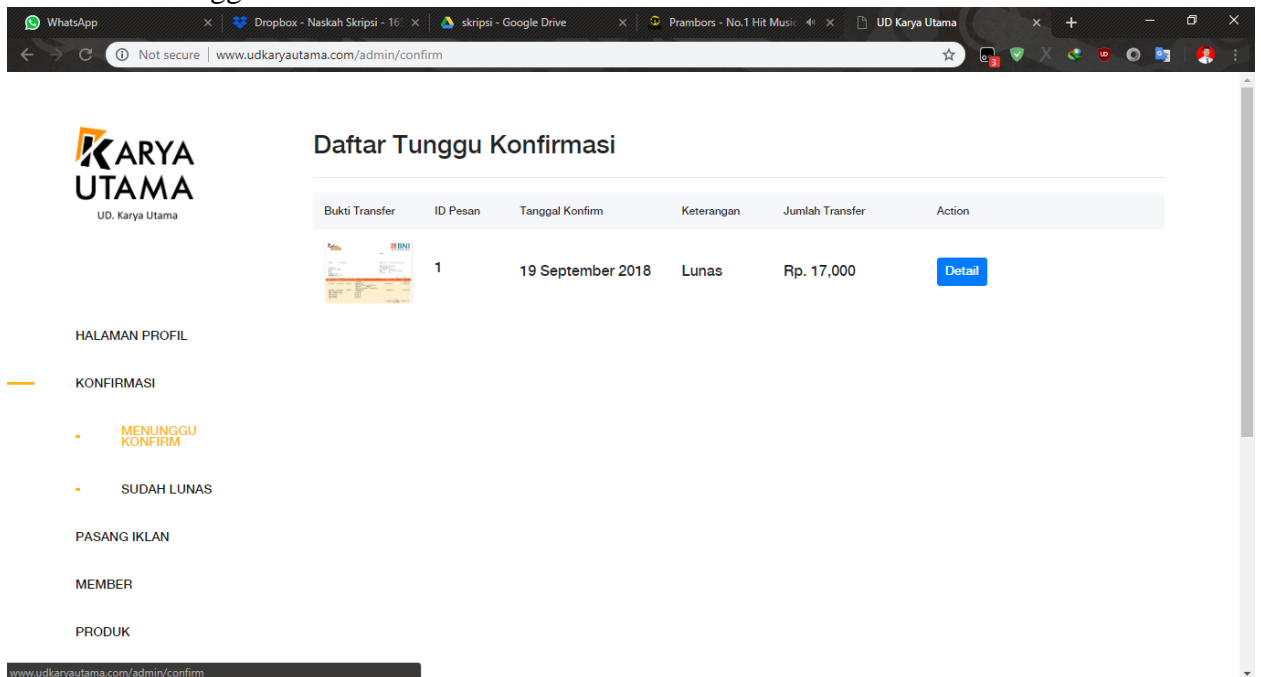 WhatsApp
Dropbox - Naskah Skripsi - 16
skripsi - Google Drive
Prambors - No.1 Hit Music
UD Karya Utama
Not secure | www.udkaryautama.com/admin/confirm
3
KARYA
UTAMA
UD. Karya Utama
Daftar Tunggu Konfirmasi
Bukti Transfer ID Pesan Tanggal Konfirm Keterangan Jumlah Transfer Action
BNI
1 19 September 2018 Lunas Rp. 17,000 Detail
HALAMAN PROFIL
KONFIRMASI
MENUNGGU
KONFIRM
SUDAH LUNAS
PASANG IKLAN
MEMBER
PRODUK
www.udkaryautama.com/admin/confirm